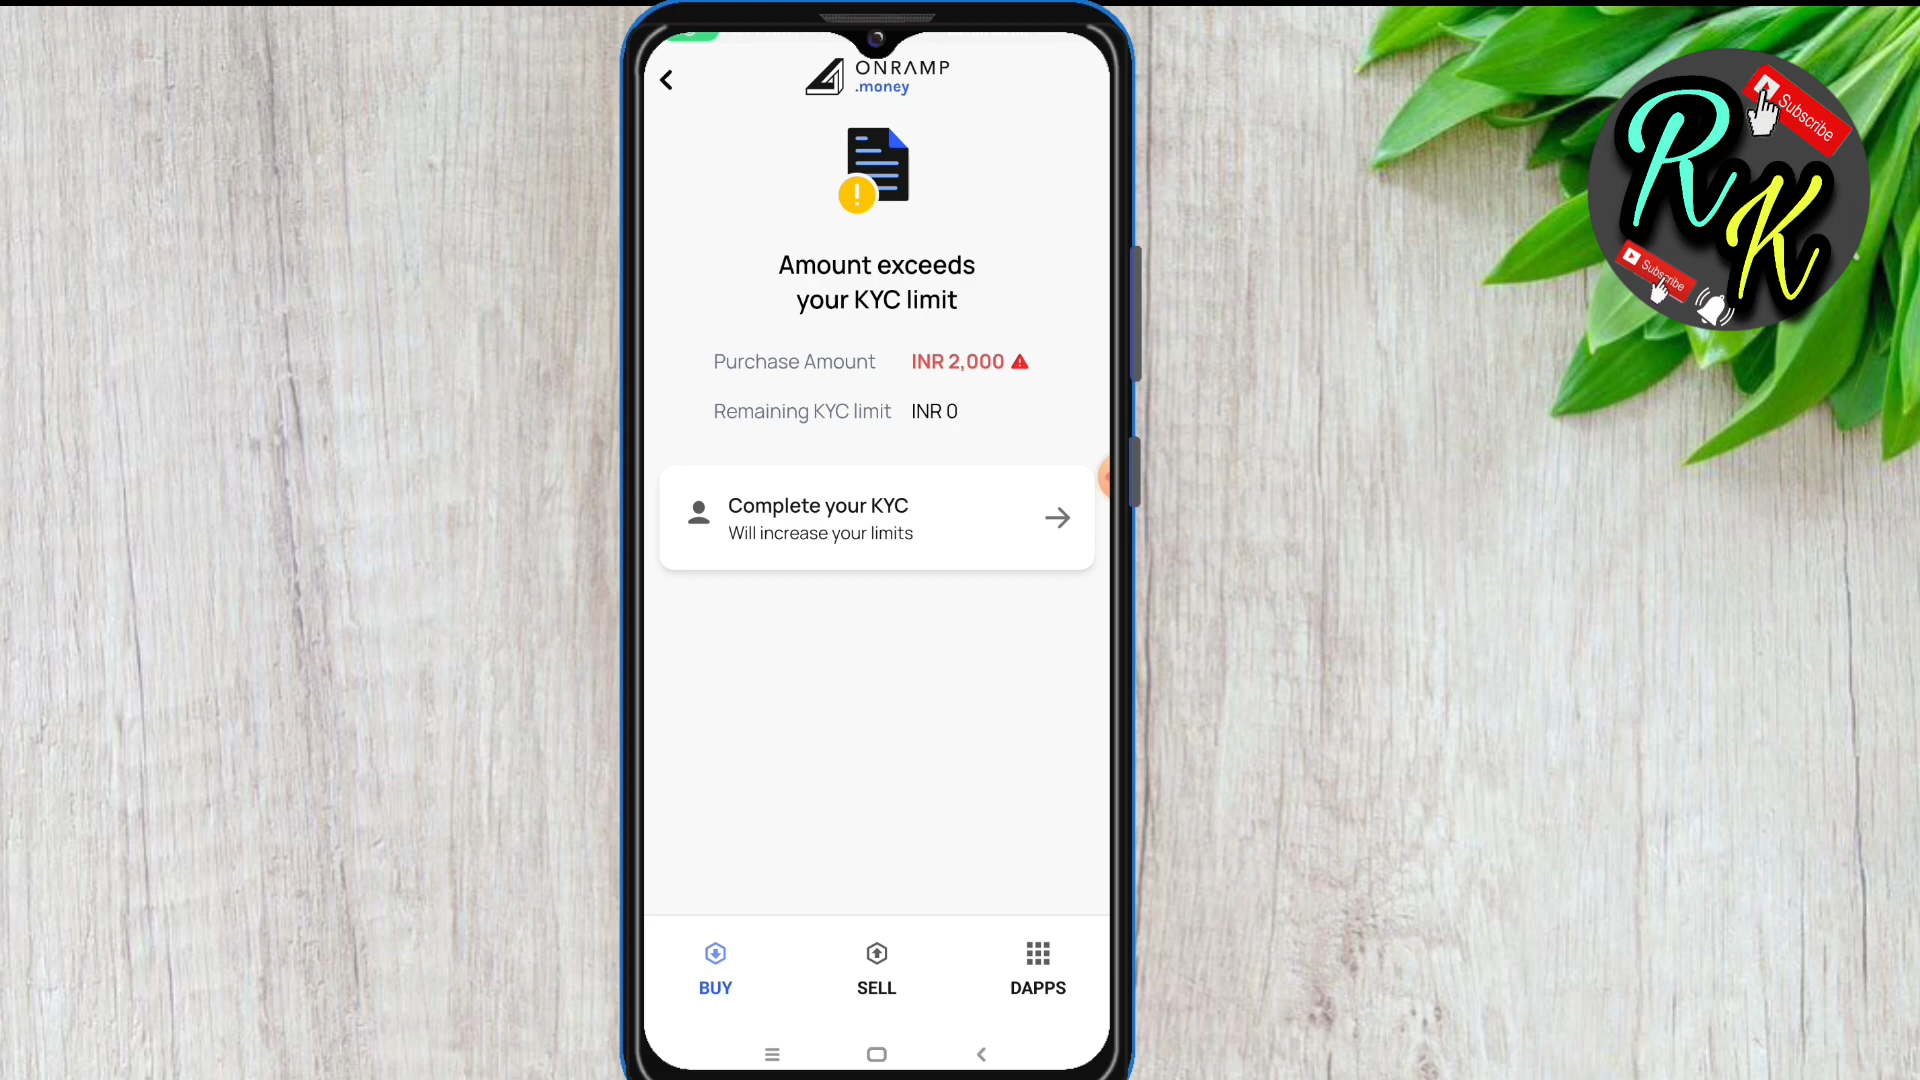 ONRAMP
.money
Amount exceeds
your KYC limit
Purchase Amount INR 2,000
Remaining KYC limit INR 0
Complete your KYC
Will increase your limits
BUY SELL DAPPS
RK
Subscribe
Subscribe